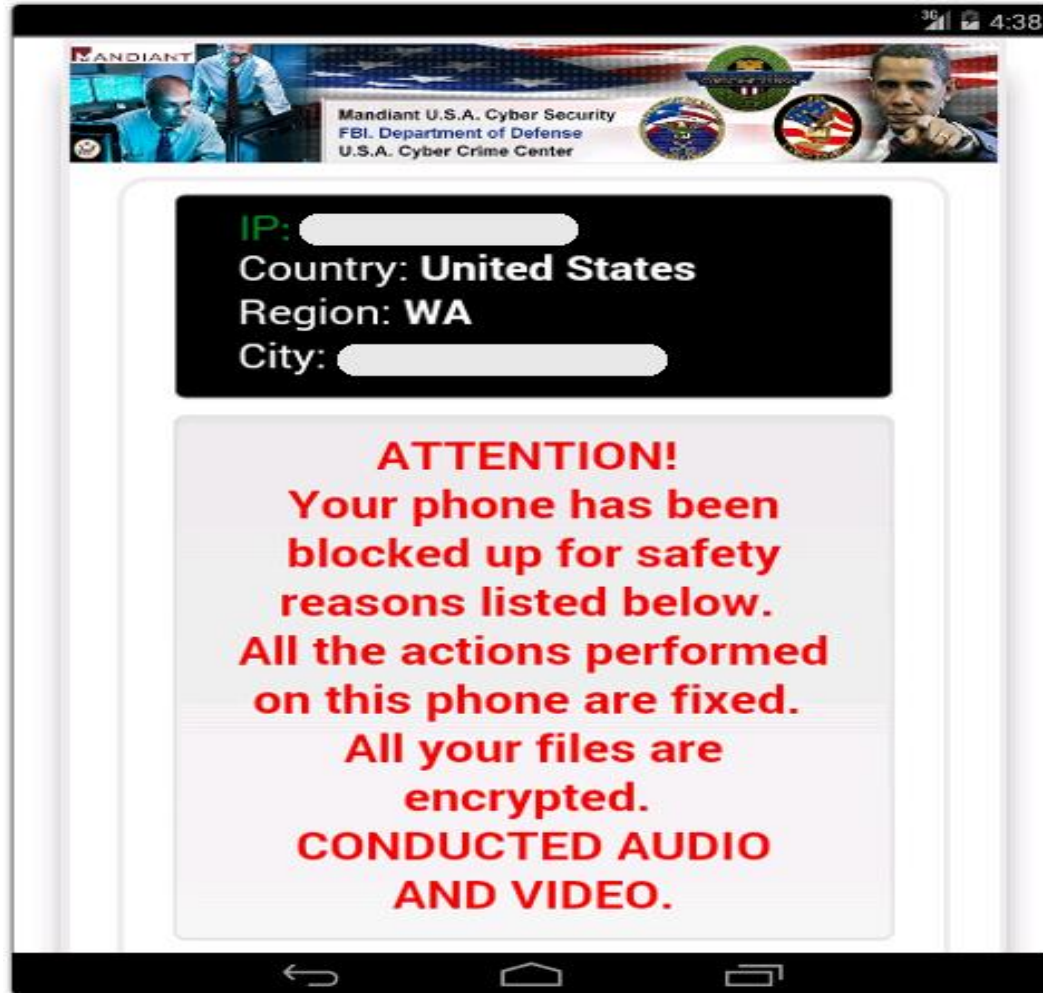 3G 4:38
MANDIANT
Mandiant U.S.A. Cyber Security
FBI. Department of Defense
U.S.A. Cyber Crime Center
IP:
Country: United States
Region: WA
City:
ATTENTION!
Your phone has been
blocked up for safety
reasons listed below.
All the actions performed
on this phone are fixed.
All your files are
encrypted.
CONDUCTED AUDIO
AND VIDEO.